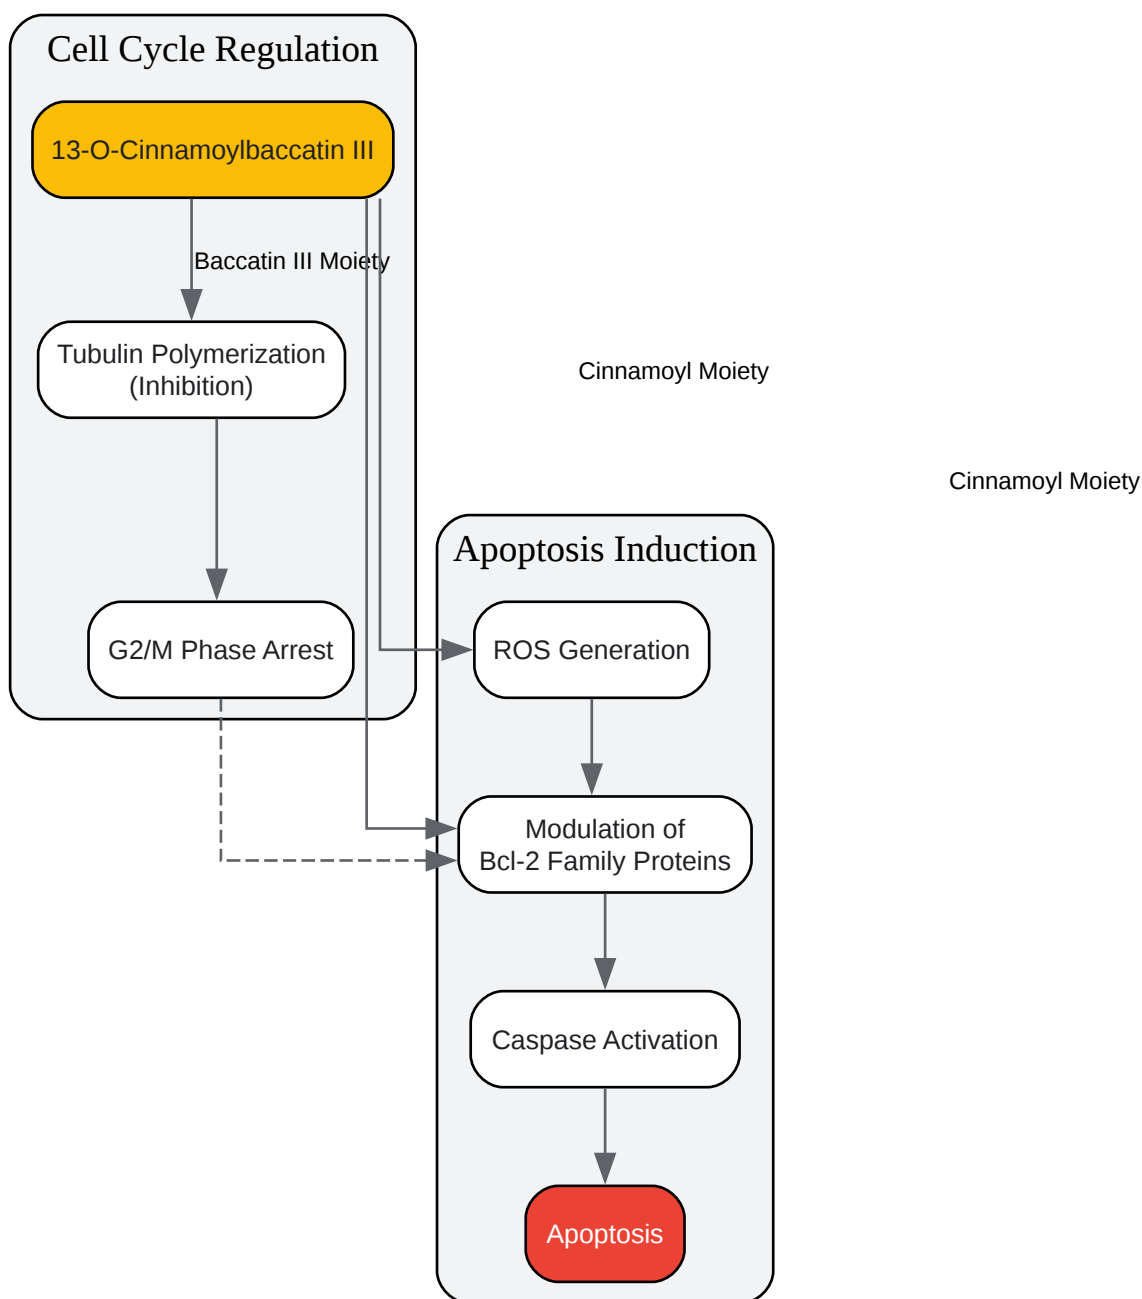 Cell Cycle Regulation
13-O-Cinnamoylbaccatin III
Baccatin III Moiety
Tubulin Polymerization
(Inhibition)
Cinnamoyl Moiety
Cinnamoyl Moiety
Apoptosis Induction
G2/M Phase Arrest
ROS Generation
Modulation of
Bcl-2 Family Proteins
Caspase Activation
Apoptosis